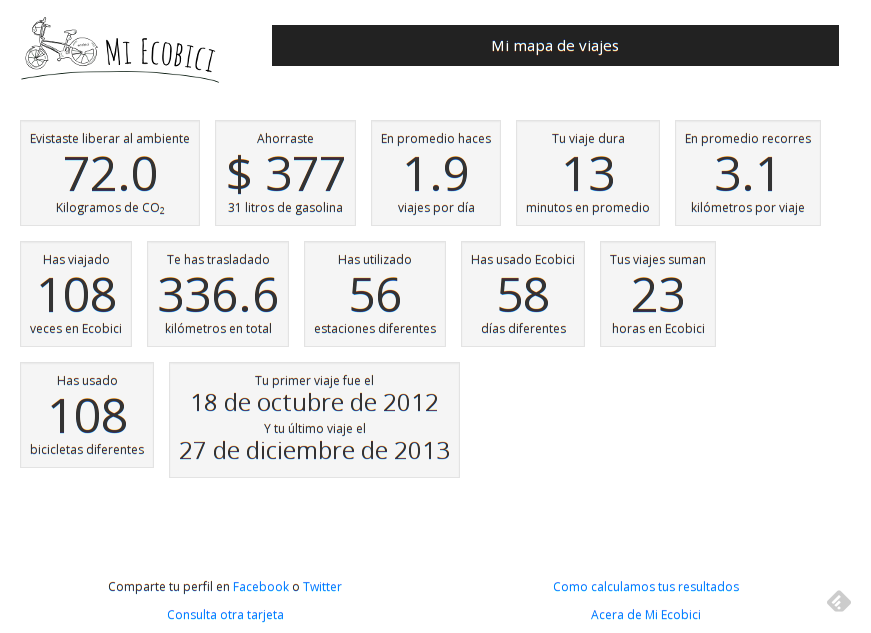 Mi Ecobici
Mi mapa de viajes
Evistaste liberar al ambiente
72.0
Kilogramos de CO₂
Ahorraste
$ 377
31 litros de gasolina
En promedio haces
1.9
viajes por día
Tu viaje dura
13
minutos en promedio
En promedio recorres
3.1
kilómetros por viaje
Has viajado
108
veces en Ecobici
Te has trasladado
336.6
kilómetros en total
Has utilizado
56
estaciones diferentes
Has usado Ecobici
58
días diferentes
Tus viajes suman
23
horas en Ecobici
Has usado
108
bicicletas diferentes
Tu primer viaje fue el
18 de octubre de 2012
Y tu último viaje el
27 de diciembre de 2013
Comparte tu perfil en Facebook o Twitter
Como calculamos tus resultados
Consulta otra tarjeta
Acera de Mi Ecobici